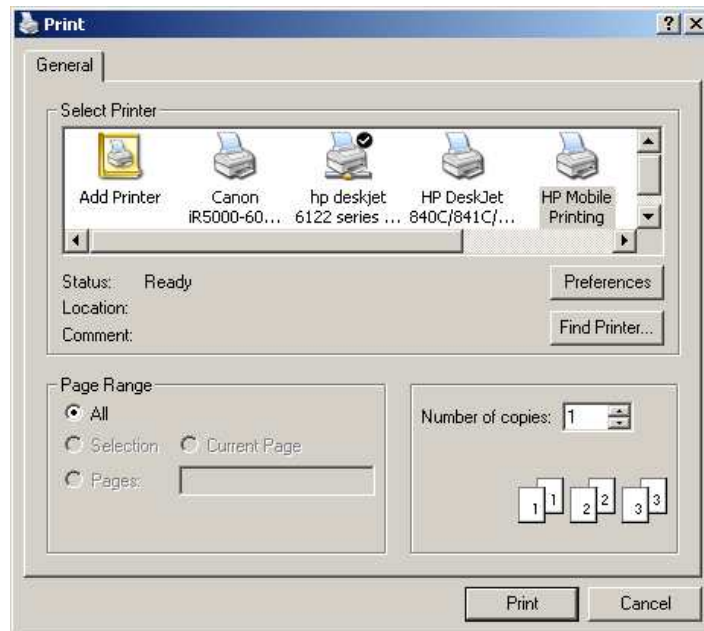 Print
General
Select Printer
Add Printer
Canon
iR5000-60...
hp deskjet
6122 series ...
HP DeskJet
840C/841C/...
HP Mobile
Printing
Status: Ready
Preferences
Location:
Find Printer...
Comment:
Page Range
All
Selection Current Page
Pages:
Number of copies: 1
1 1 2 2 3 3
Print Cancel